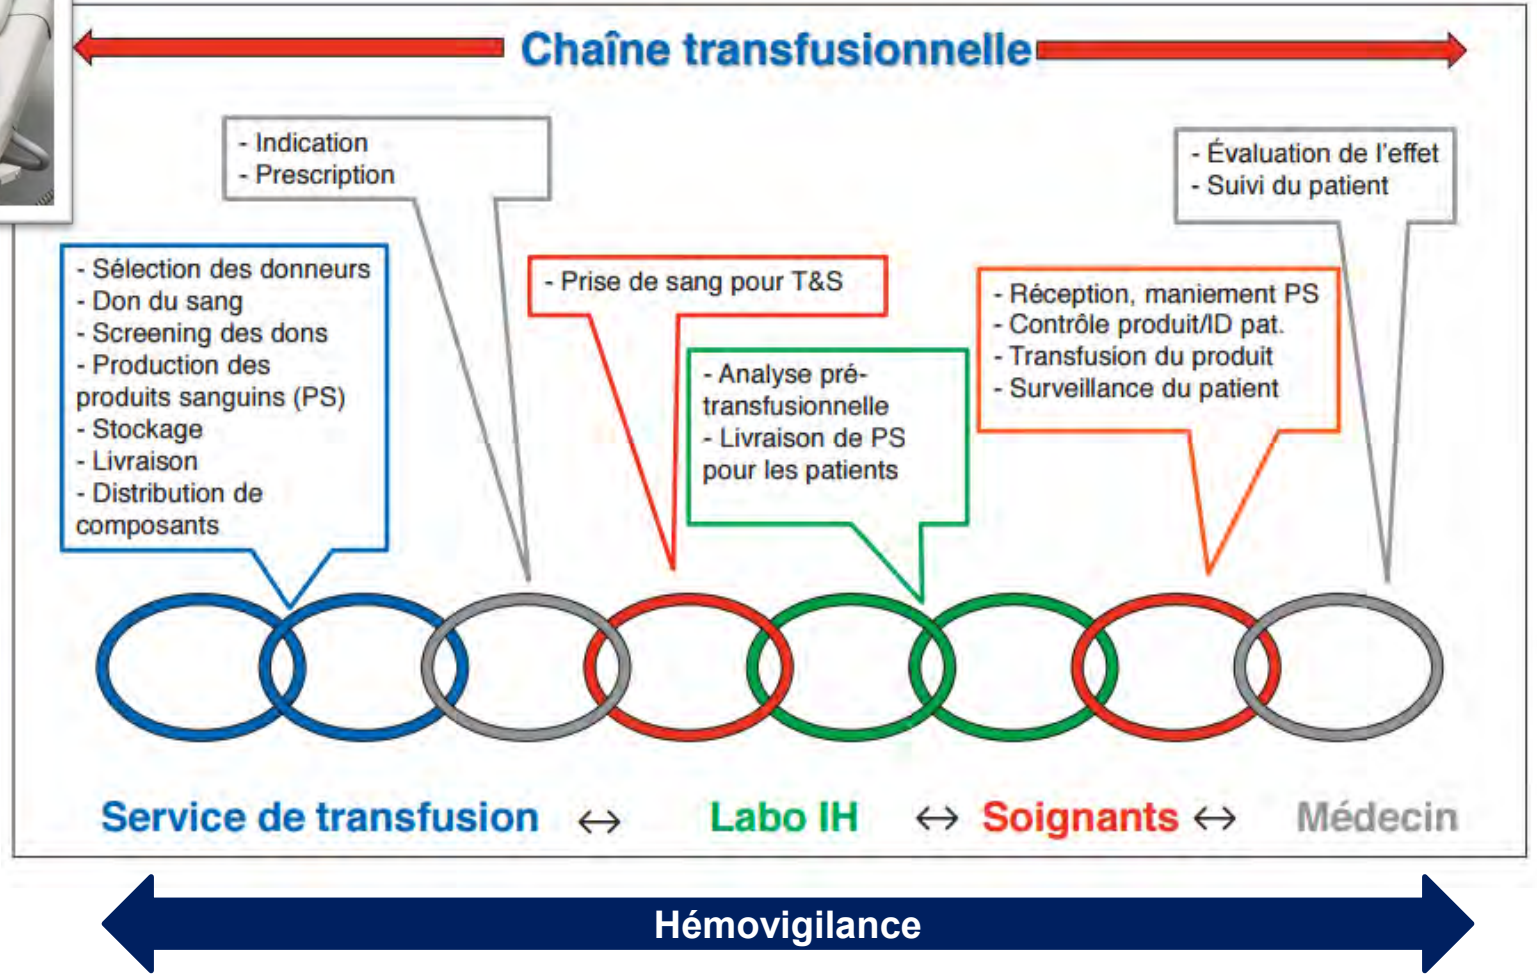 Chaîne transfusionnelle
- Indication
- Prescription
- Évaluation de l'effet
- Suivi du patient
- Sélection des donneurs
- Don du sang
- Screening des dons
- Production des
produits sanguins (PS)
- Stockage
- Livraison
- Distribution de
composants
- Prise de sang pour T&S
- Analyse pré-
transfusionnelle
- Livraison de PS
pour les patients
- Réception, maniement PS
- Contrôle produit/ID pat.
- Transfusion du produit
- Surveillance du patient
Service de transfusion ↔ Labo IH ↔ Soignants ↔ Médecin
Hémovigilance